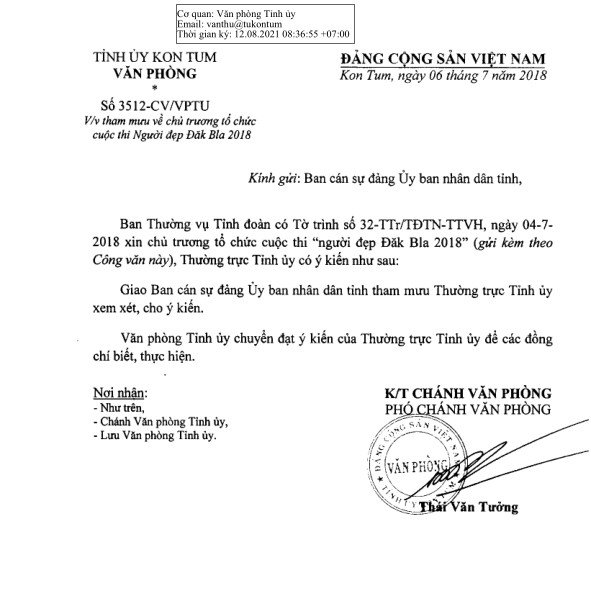 Cơ quan: Văn phòng Tỉnh ủy
Email: vanthu@tukontum
Thời gian ký: 12.08.2021 08:36:55 +07:00
TỈNH ỦY KON TUM
VĂN PHÒNG
*
Số 3512-CV/VPTU
V/v tham mưu về chủ trương tổ chức
cuộc thi Người đẹp Đăk Bla 2018
ĐẢNG CỘNG SẢN VIỆT NAM
Kon Tum, ngày 06 tháng 7 năm 2018
Kính gửi: Ban cán sự đảng Ủy ban nhân dân tỉnh,
Ban Thường vụ Tỉnh đoàn có Tờ trình số 32-TTr/TĐTN-TTVH, ngày 04-7-
2018 xin chủ trương tổ chức cuộc thi “người đẹp Đăk Bla 2018” (gửi kèm theo
Công văn này), Thường trực Tỉnh ủy có ý kiến như sau:
Giao Ban cán sự đảng Ủy ban nhân dân tỉnh tham mưu Thường trực Tỉnh ủy
xem xét, cho ý kiến.
Văn phòng Tỉnh ủy chuyển đạt ý kiến của Thường trực Tỉnh ủy để các đồng
chí biết, thực hiện.
Nơi nhận:
- Như trên,
- Chánh Văn phòng Tỉnh ủy,
- Lưu Văn phòng Tỉnh ủy.
K/T CHÁNH VĂN PHÒNG
PHÓ CHÁNH VĂN PHÒNG
ĐẢNG CỘNG SẢN VIỆT NAM
VĂN PHÒNG
TỈNH ỦY
Thái Văn Tưởng